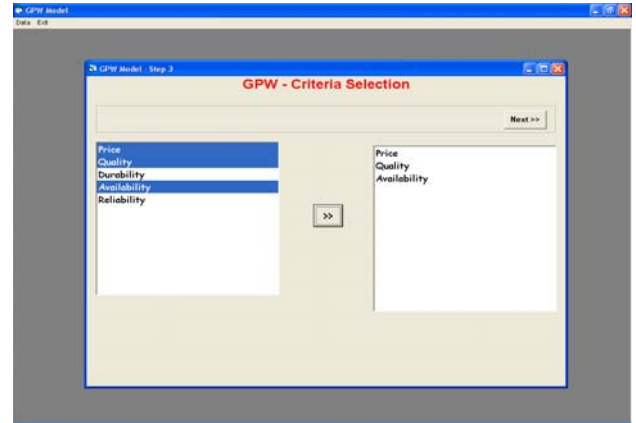 GPW Model
Data Exit
GPW Model - Step 3
GPW - Criteria Selection
Next >>
Price
Quality
Durability
Availability
Reliability
>>
Price
Quality
Availability